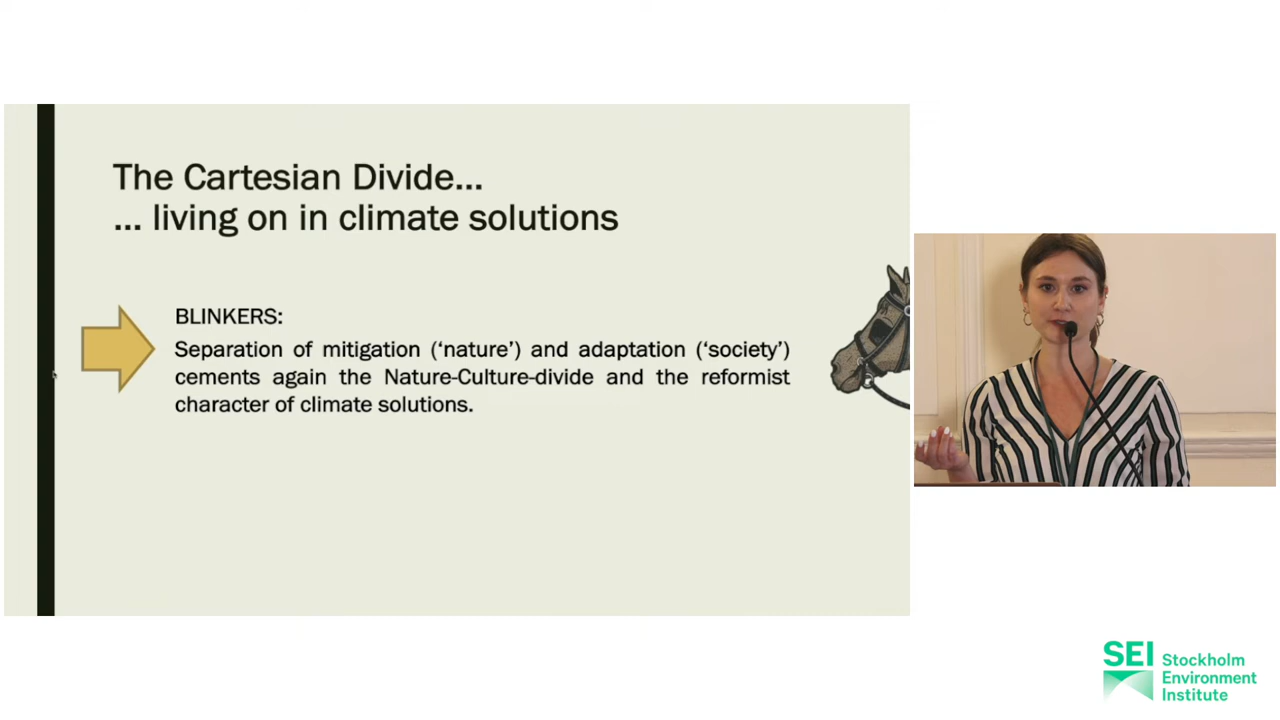 The Cartesian Divide...
... living on in climate solutions
BLINKERS:
Separation of mitigation (‘nature’) and adaptation (‘society’)
cements again the Nature-Culture-divide and the reformist
character of climate solutions.
SEI Stockholm
Environment
Institute